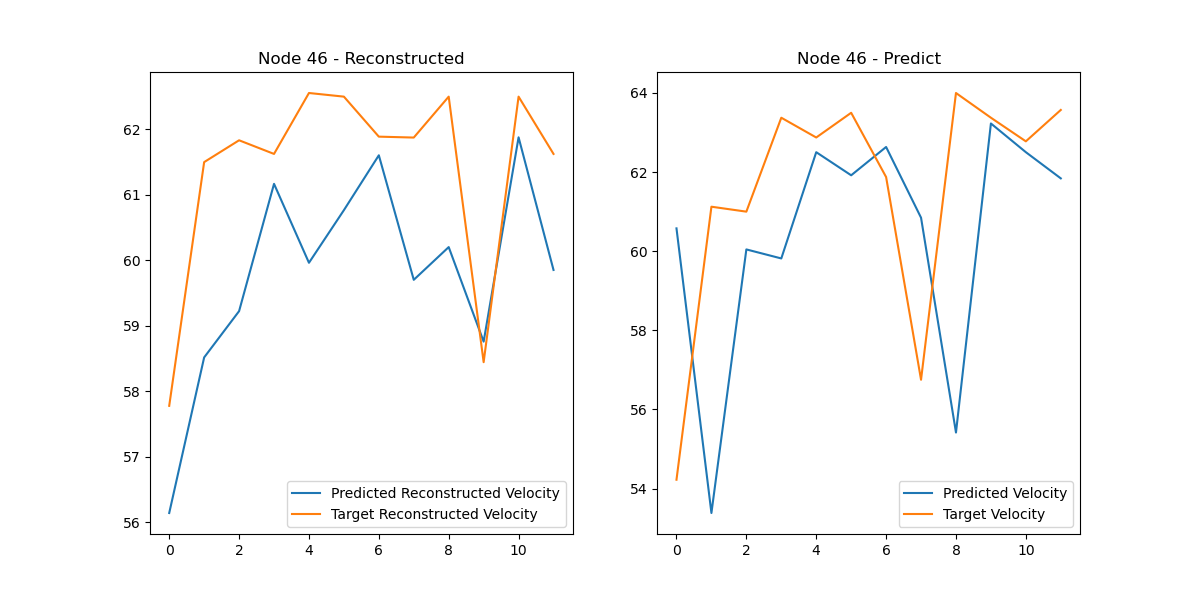 Node 46 - Reconstructed
62
61
60
59
58
57
56
0 2 4 6 8 10
Predicted Reconstructed Velocity
Target Reconstructed Velocity
Node 46 - Predict
64
62
60
58
56
54
0 2 4 6 8 10
Predicted Velocity
Target Velocity